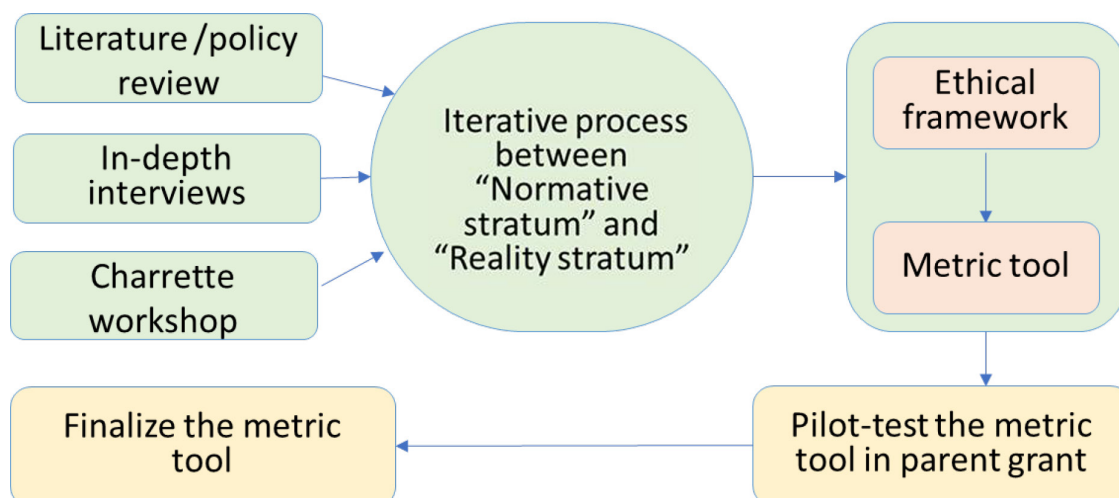 Literature /policy
review
In-depth
interviews
Charrette
workshop
Iterative process
between
“Normative
stratum” and
“Reality stratum”
Ethical
framework
Metric tool
Pilot-test the metric
tool in parent grant
Finalize the metric
tool